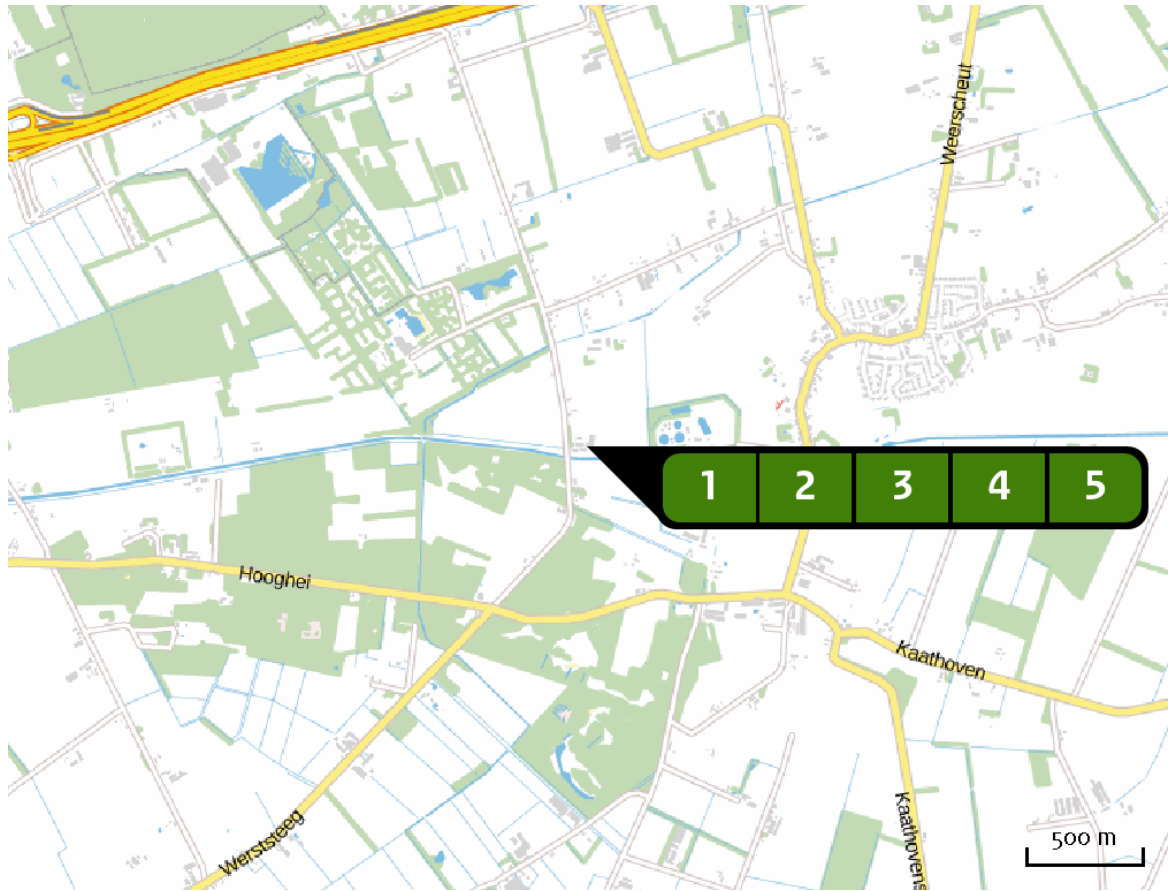 Weerscheut
1 2 3 4 5
Hooghei
Kaathoven
Werststeeg
Kaathovens
500 m